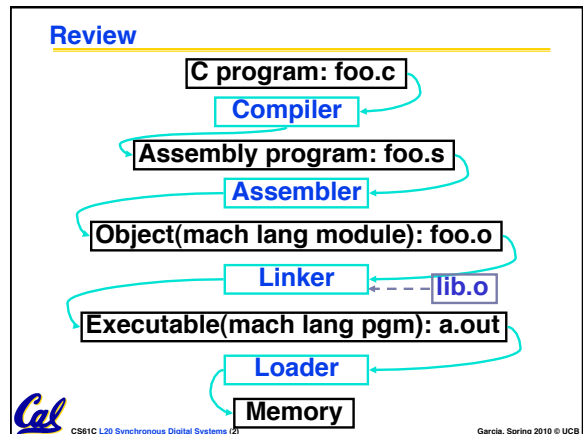 Review
C program: foo.c
Compiler
Assembly program: foo.s
Assembler
Object(mach lang module): foo.o
Linker
lib.o
Executable(mach lang pgm): a.out
Loader
Memory
Cal
CS61C L20 Synchronous Digital Systems (2)
Garcia, Spring 2010 © UCB